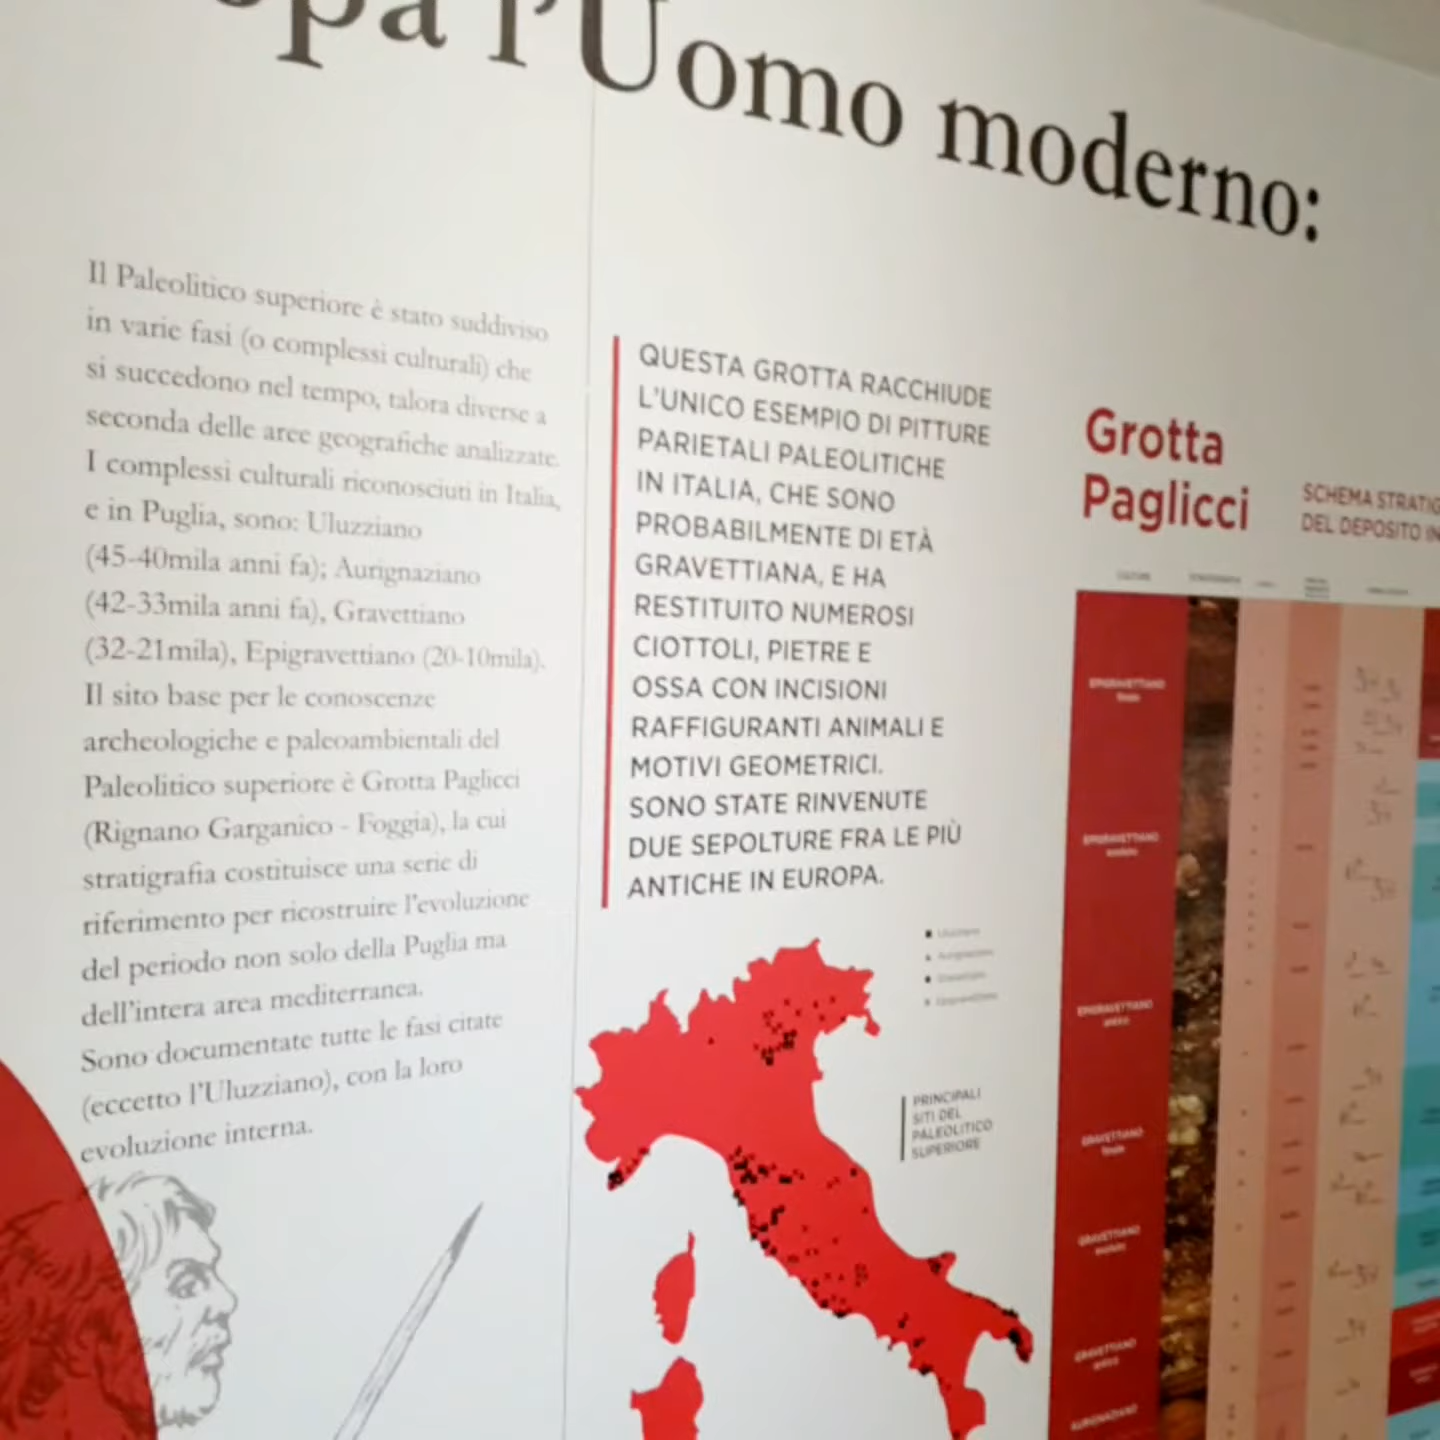 l'Uomo moderno:
Il Paleolitico superiore è stato suddiviso
in varie fasi (o complessi culturali) che
si succedono nel tempo, talora diverse a
seconda delle aree geografiche analizzate.
I complessi culturali riconosciuti in Italia,
e in Puglia, sono: Uluzziano
(45-40mila anni fa); Aurignaziano
(42-33mila anni fa), Gravettiano
(32-21mila), Epigravettiano (20-10mila).
Il sito base per le conoscenze
archeologiche e paleoambientali del
Paleolitico superiore è Grotta Paglicci
(Rignano Garganico - Foggia), la cui
stratigrafia costituisce una serie di
riferimento per ricostruire l'evoluzione
del periodo non solo della Puglia ma
dell'intera area mediterranea.
Sono documentate tutte le fasi citate
(eccetto l'Uluzziano), con la loro
evoluzione interna.
QUESTA GROTTA RACCHIUDE
L'UNICO ESEMPIO DI PITTURE
PARIETALI PALEOLITICHE
IN ITALIA, CHE SONO
PROBABILMENTE DI ETÀ
GRAVETTIANA, E HA
RESTITUITO NUMEROSI
CIOTTOLI, PIETRE E
OSSA CON INCISIONI
RAFFIGURANTI ANIMALI E
MOTIVI GEOMETRICI.
SONO STATE RINVENUTE
DUE SEPOLTURE FRA LE PIÙ
ANTICHE IN EUROPA.
PRINCIPALI
SITI DEL
PALEOLITICO
SUPERIORE
Grotta
Paglicci
SCHEMA
DEL DEPOSITO
EPIGRAVETTIANO
EPIGRAVETTIANO
EPIGRAVETTIANO
GRAVETTIANO
GRAVETTIANO
GRAVETTIANO
AURIGNAZIANO